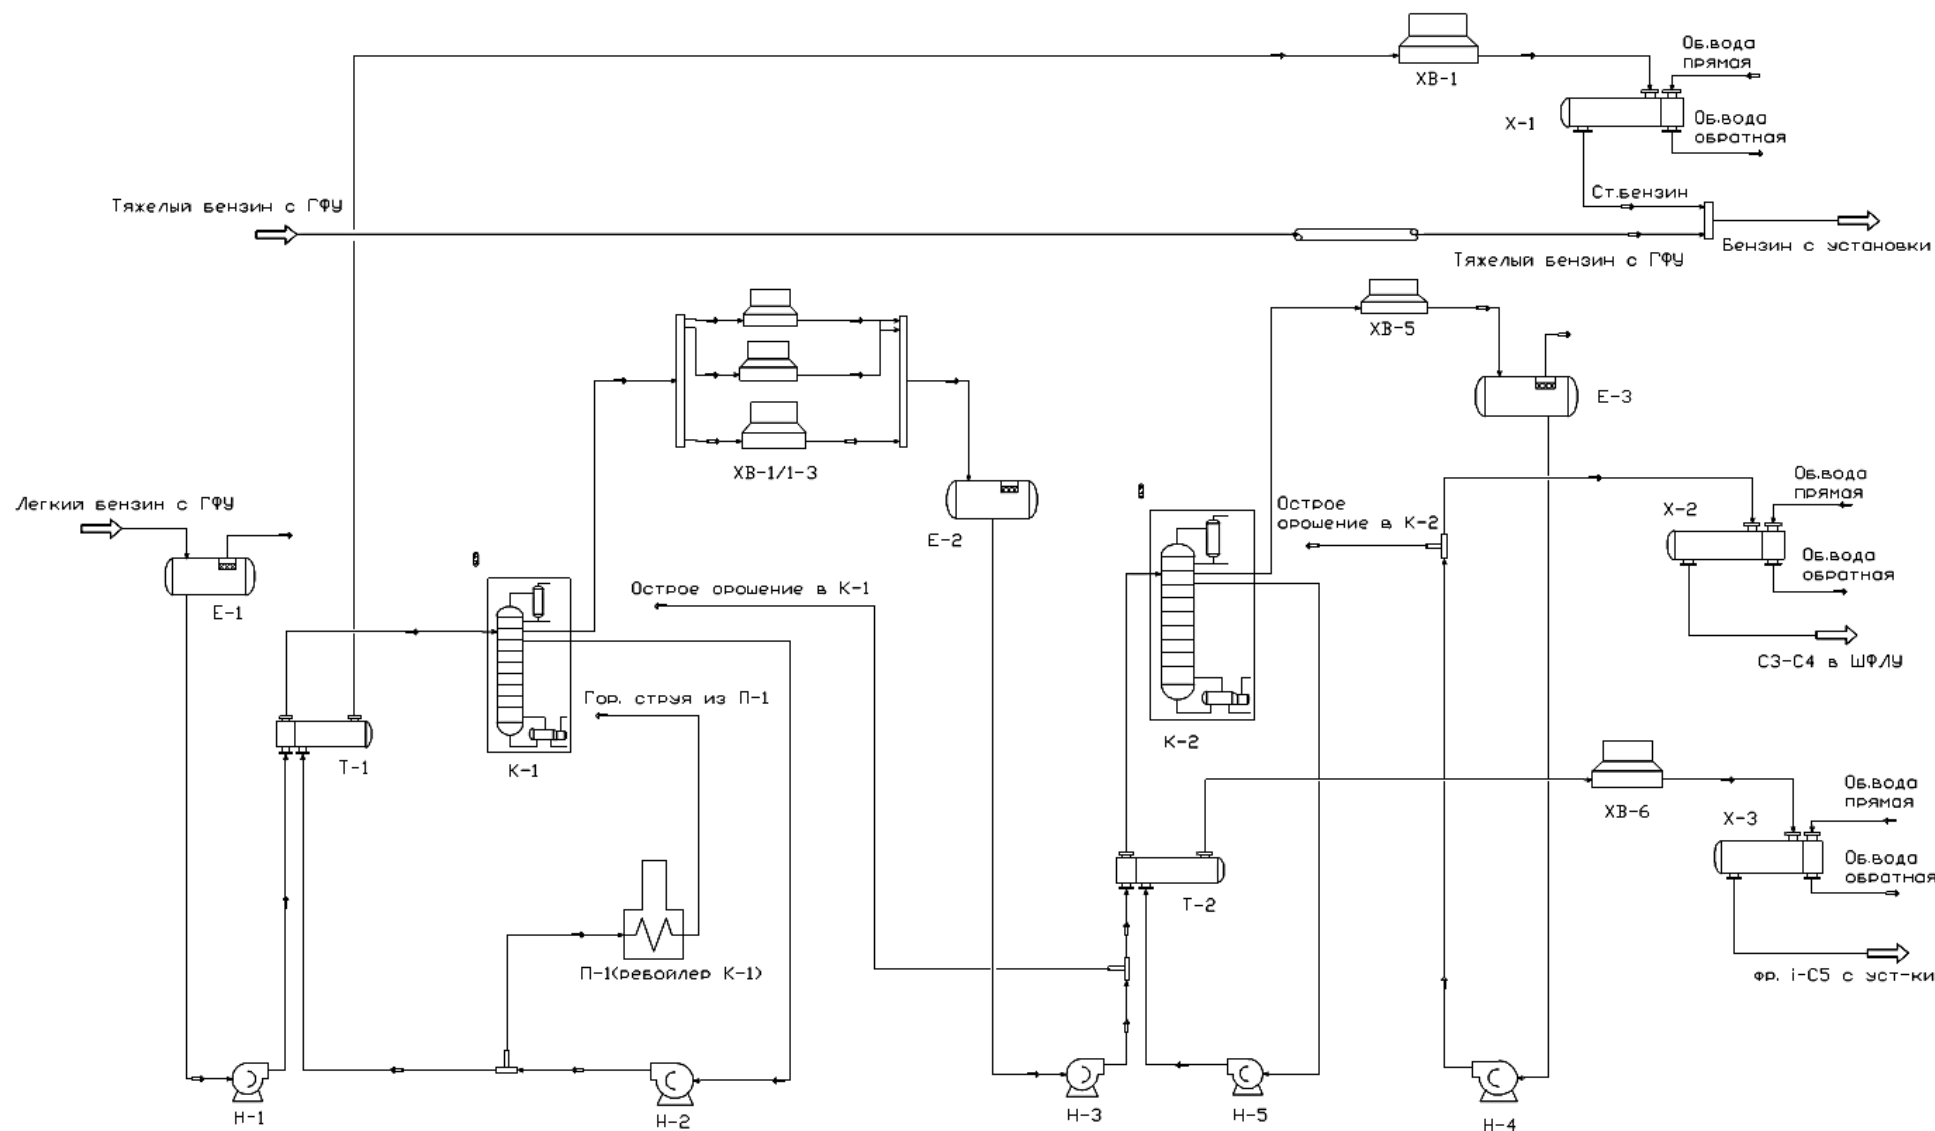 ХВ-1
Об.вода
прямая
Х-1
Об.вода
обратная
Ст.бензин
Тяжелый бензин с ГФУ
Бензин с установки
Тяжелый бензин с ГФУ
ХВ-5
Е-3
ХВ-1/1-3
Легкий бензин с ГФУ
Е-1
Е-2
Острое
орошение в К-2
Об.вода
прямая
Х-2
Об.вода
обратная
С3-С4 в ШФЛУ
Острое орошение в К-1
Гор. струя из П-1
Т-1
К-1
К-2
ХВ-6
Об.вода
прямая
Х-3
Об.вода
обратная
Т-2
П-1(ребойлер К-1)
фр. i-C5 с уст-ки
Н-1
Н-2
Н-3
Н-5
Н-4